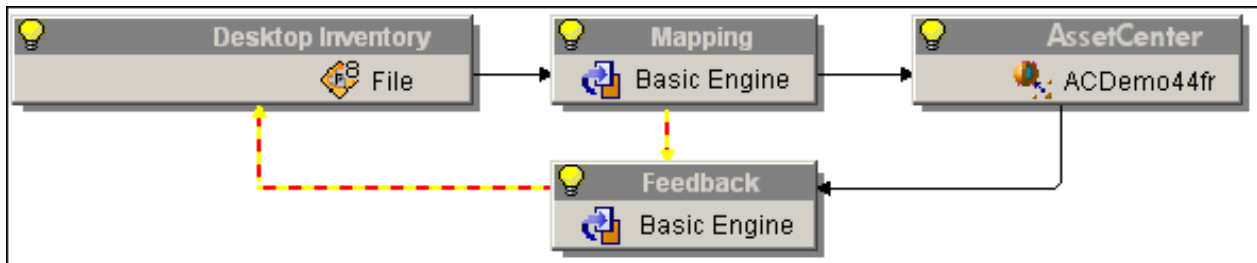 Desktop Inventory
File
Mapping
Basic Engine
AssetCenter
ACDemo44fr
Feedback
Basic Engine